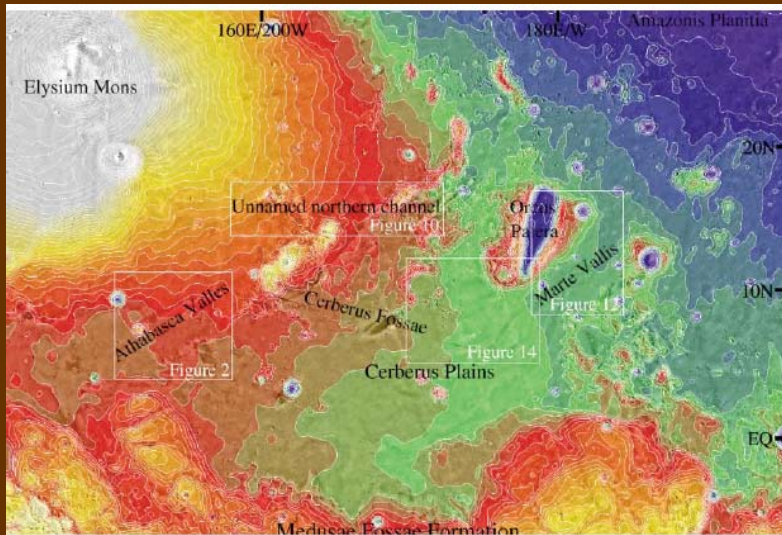 160E/200W
180E/W
Amazonis Planitia
Elysium Mons
20N
Unnamed northern channel
Figure 10
Orcus
Patera
Marte Vallis
Figure 12
10N
Athabasca Valles
Figure 2
Cerberus Fossae
Figure 14
Cerberus Plains
EQ
Medusae Fossae Formation